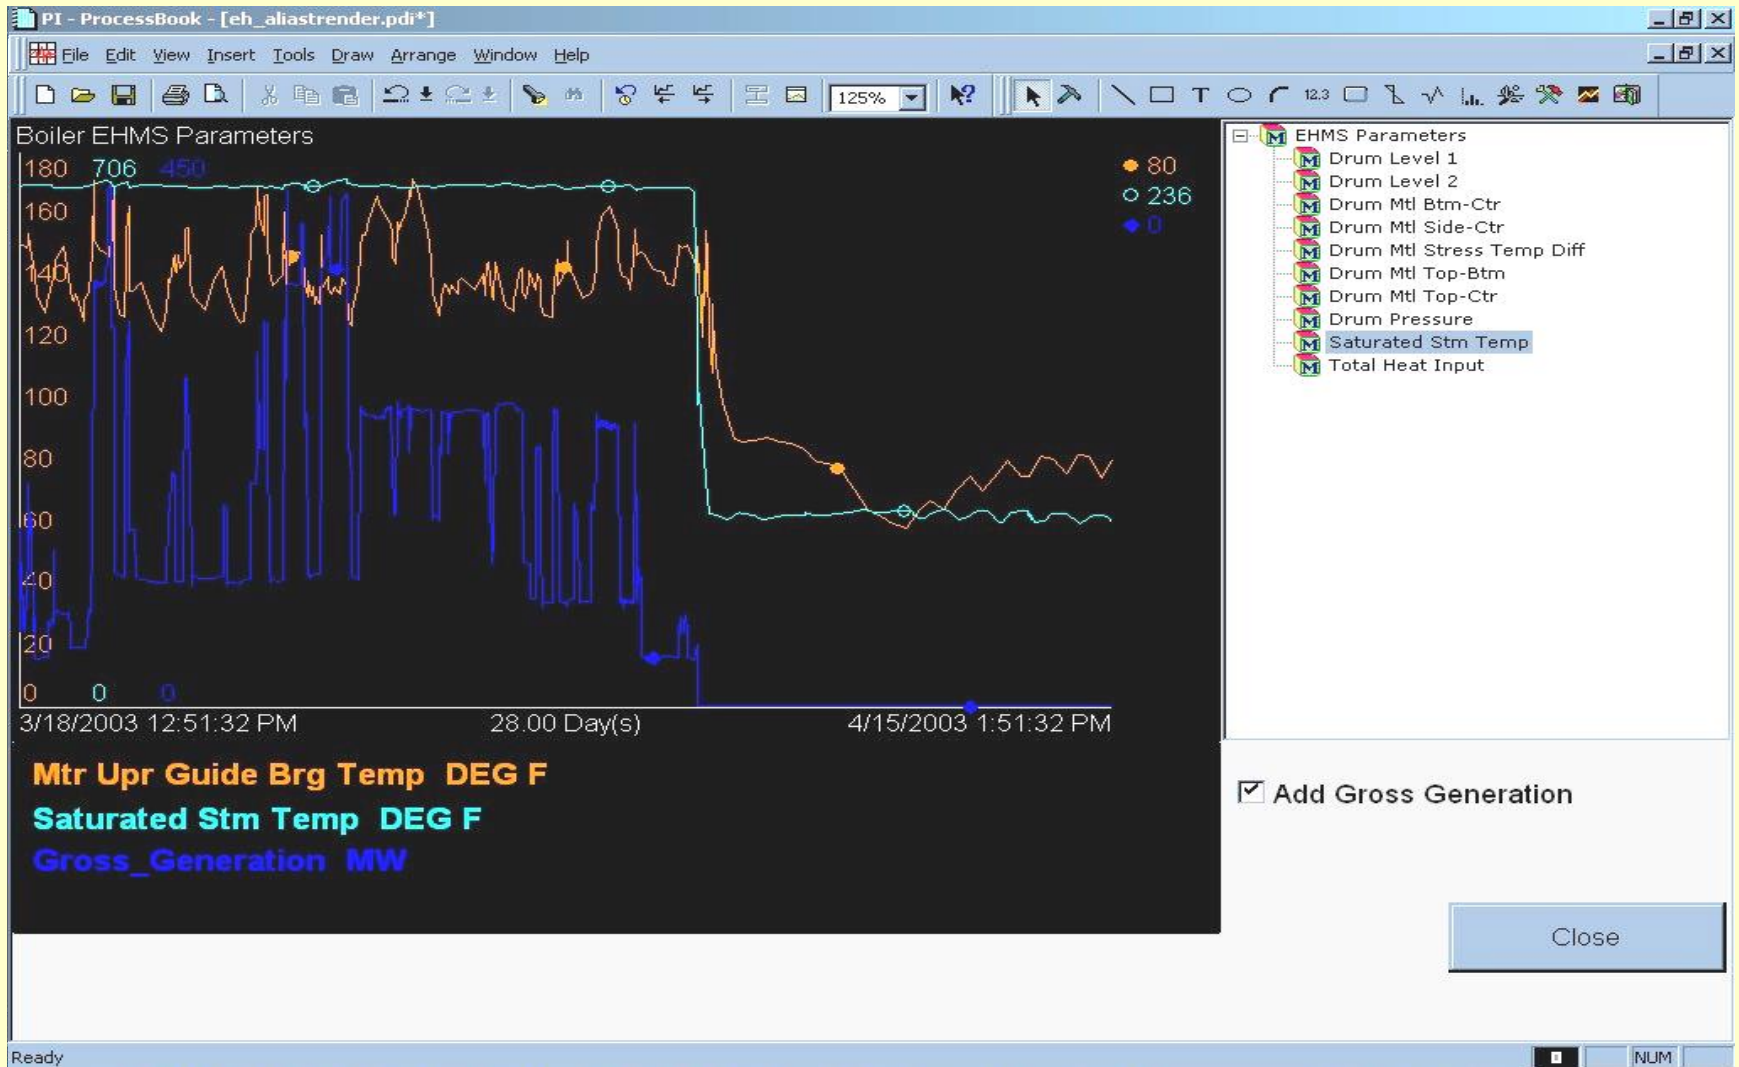 PI - ProcessBook - [eh_aliastrender.pdi*]
File Edit View Insert Tools Draw Arrange Window Help
125%
T
12.3
Boiler EHMS Parameters
180 706 450
160
140
120
100
80
60
40
20
0 0 0
80
236
0
3/18/2003 12:51:32 PM 28.00 Day(s) 4/15/2003 1:51:32 PM
Mtr Upr Guide Brg Temp DEG F
Saturated Stm Temp DEG F
Gross_Generation MW
EHMS Parameters
Drum Level 1
Drum Level 2
Drum Mtl Btm-Ctr
Drum Mtl Side-Ctr
Drum Mtl Stress Temp Diff
Drum Mtl Top-Btm
Drum Mtl Top-Ctr
Drum Pressure
Saturated Stm Temp
Total Heat Input
Add Gross Generation
Close
Ready
NUM